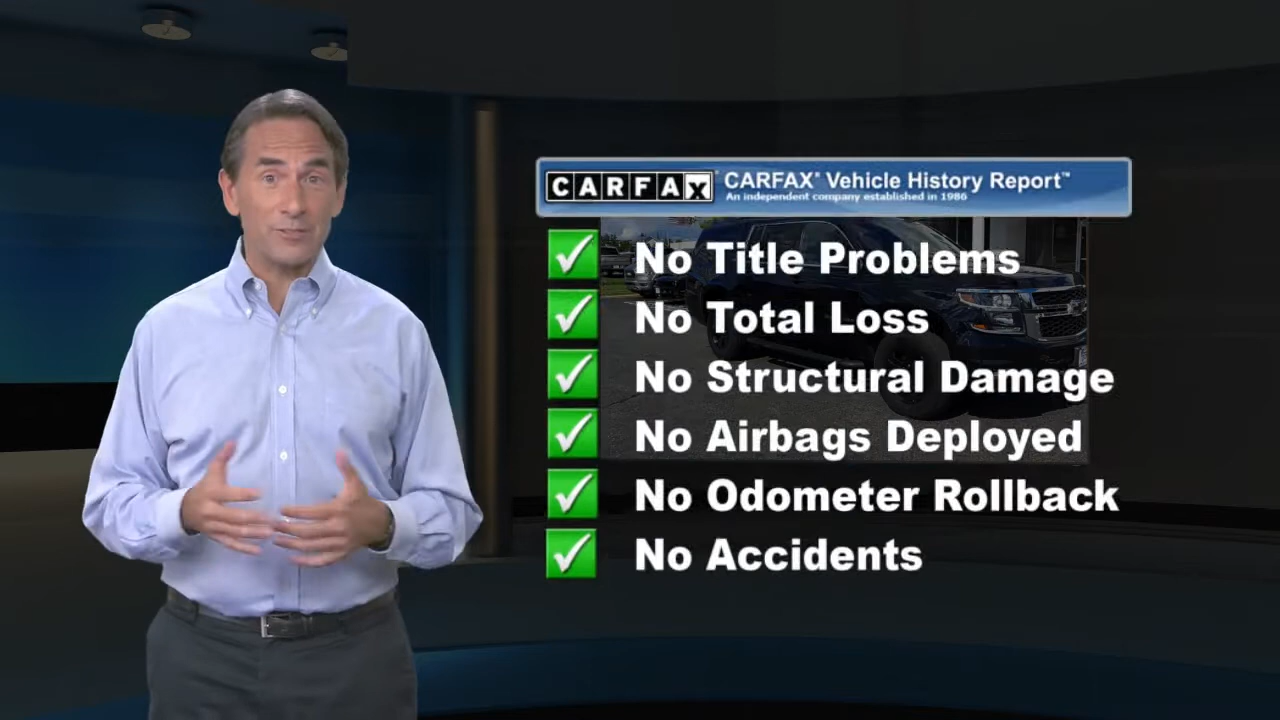 CARFAX® CARFAX® Vehicle History Report™
An independent company established in 1986
No Title Problems
No Total Loss
No Structural Damage
No Airbags Deployed
No Odometer Rollback
No Accidents